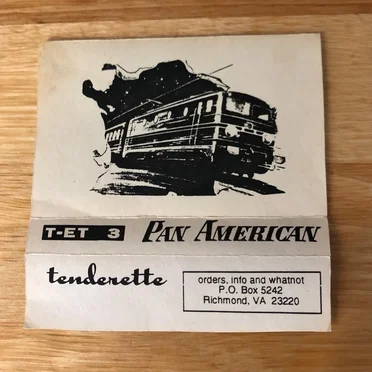 T-ET 3 PAN AMERICAN
tenderette
orders, info and whatnot
P.O. Box 5242
Richmond, VA 23220